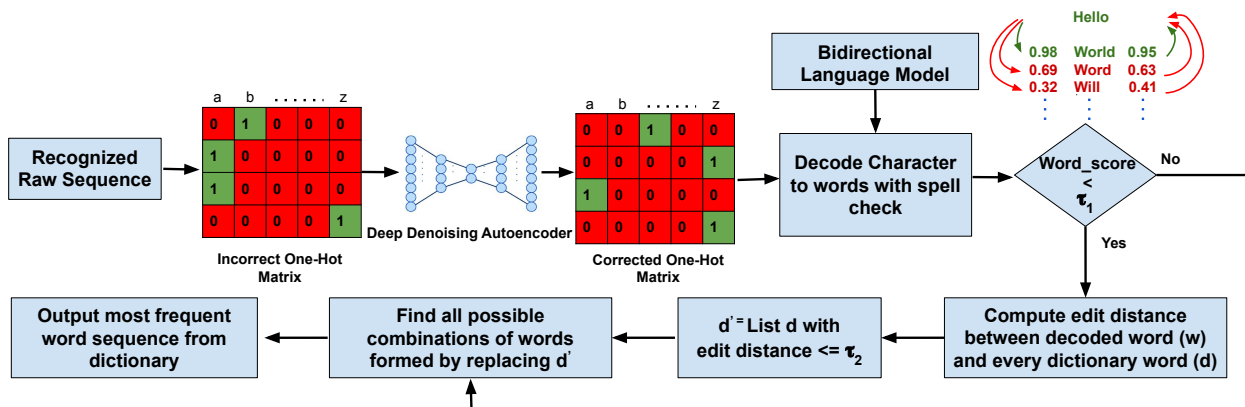 Recognized
Raw Sequence
a b . . . . . . z
0 1 0 0 0
1 0 0 0 0
1 0 0 0 0
0 0 0 0 1
Incorrect One-Hot
Matrix
Deep Denoising Autoencoder
a b . . . . . . z
0 0 1 0 0
0 0 0 0 1
1 0 0 0 0
0 0 0 0 1
Corrected One-Hot
Matrix
Bidirectional
Language Model
Decode Character
to words with spell
check
Hello
0.98 World 0.95
0.69 Word 0.63
0.32 Will 0.41
Word_score
<
τ1
No
Yes
Compute edit distance
between decoded word (w)
and every dictionary word (d)
d' = List d with
edit distance <= τ2
Find all possible
combinations of words
formed by replacing d'
Output most frequent
word sequence from
dictionary